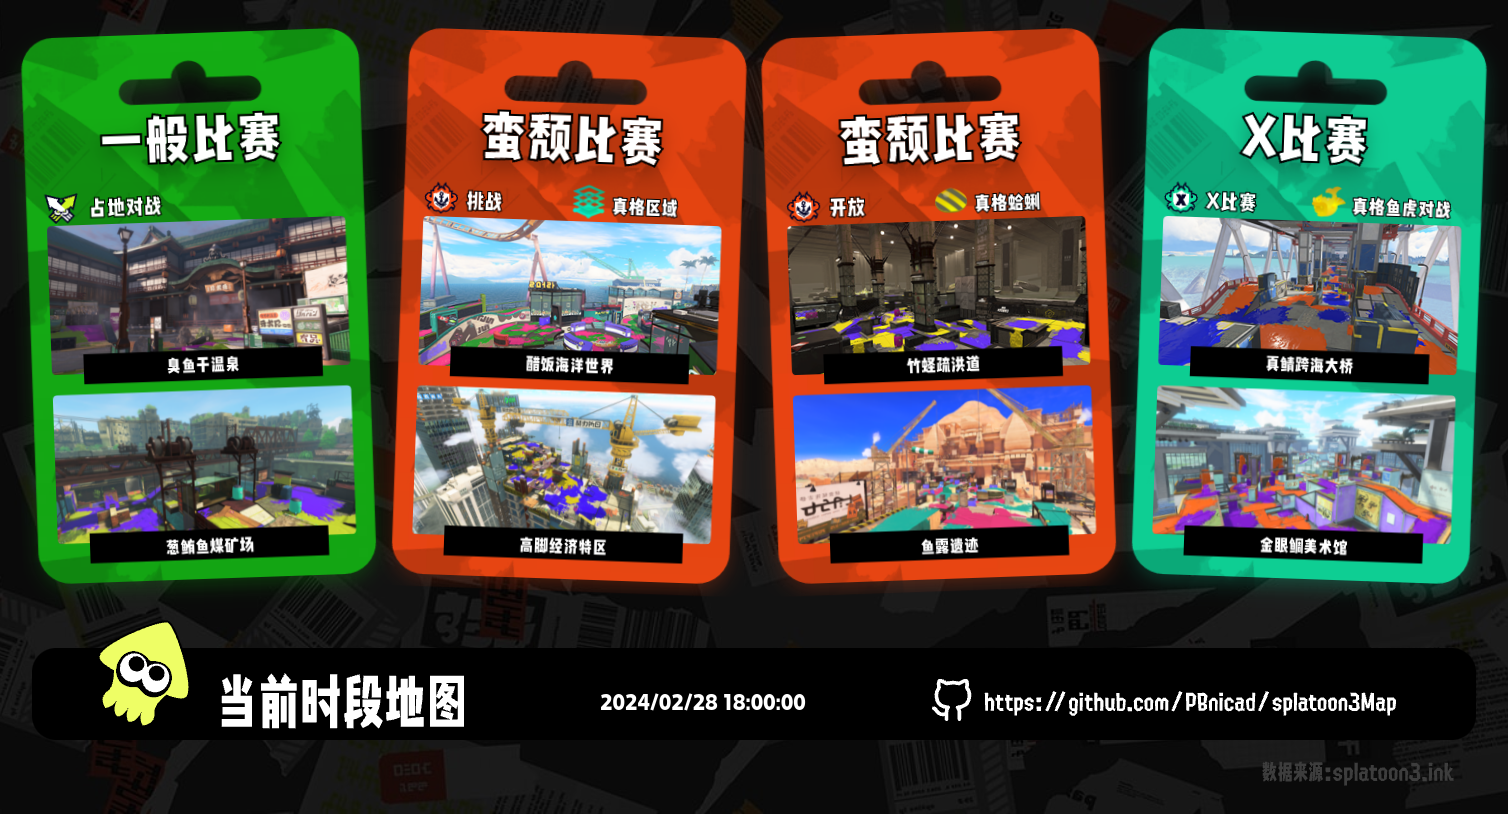 一般比赛
占地对战
臭鱼干温泉
葱鲔鱼煤矿场
蛮颓比赛
挑战
真格区域
醋饭海洋世界
高脚经济特区
蛮颓比赛
开放
真格蛤蜊
竹蛏疏洪道
鱼露遗迹
X比赛
X比赛
真格鱼虎对战
真鲭跨海大桥
金眼鲷美术馆
当前时段地图
2024/02/28 18:00:00
https://github.com/PBnicad/splatoon3Map
数据来源:splatoon3.ink